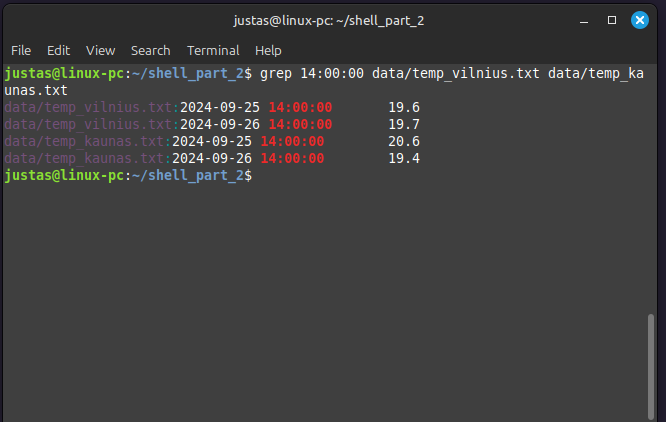 justas@linux-pc: ~/shell_part_2
File Edit View Search Terminal Help
justas@linux-pc:~/shell_part_2$ grep 14:00:00 data/temp_vilnius.txt data/temp_ka
unas.txt
data/temp_vilnius.txt:2024-09-25 14:00:00 19.6
data/temp_vilnius.txt:2024-09-26 14:00:00 19.7
data/temp_kaunas.txt:2024-09-25 14:00:00 20.6
data/temp_kaunas.txt:2024-09-26 14:00:00 19.4
justas@linux-pc:~/shell_part_2$